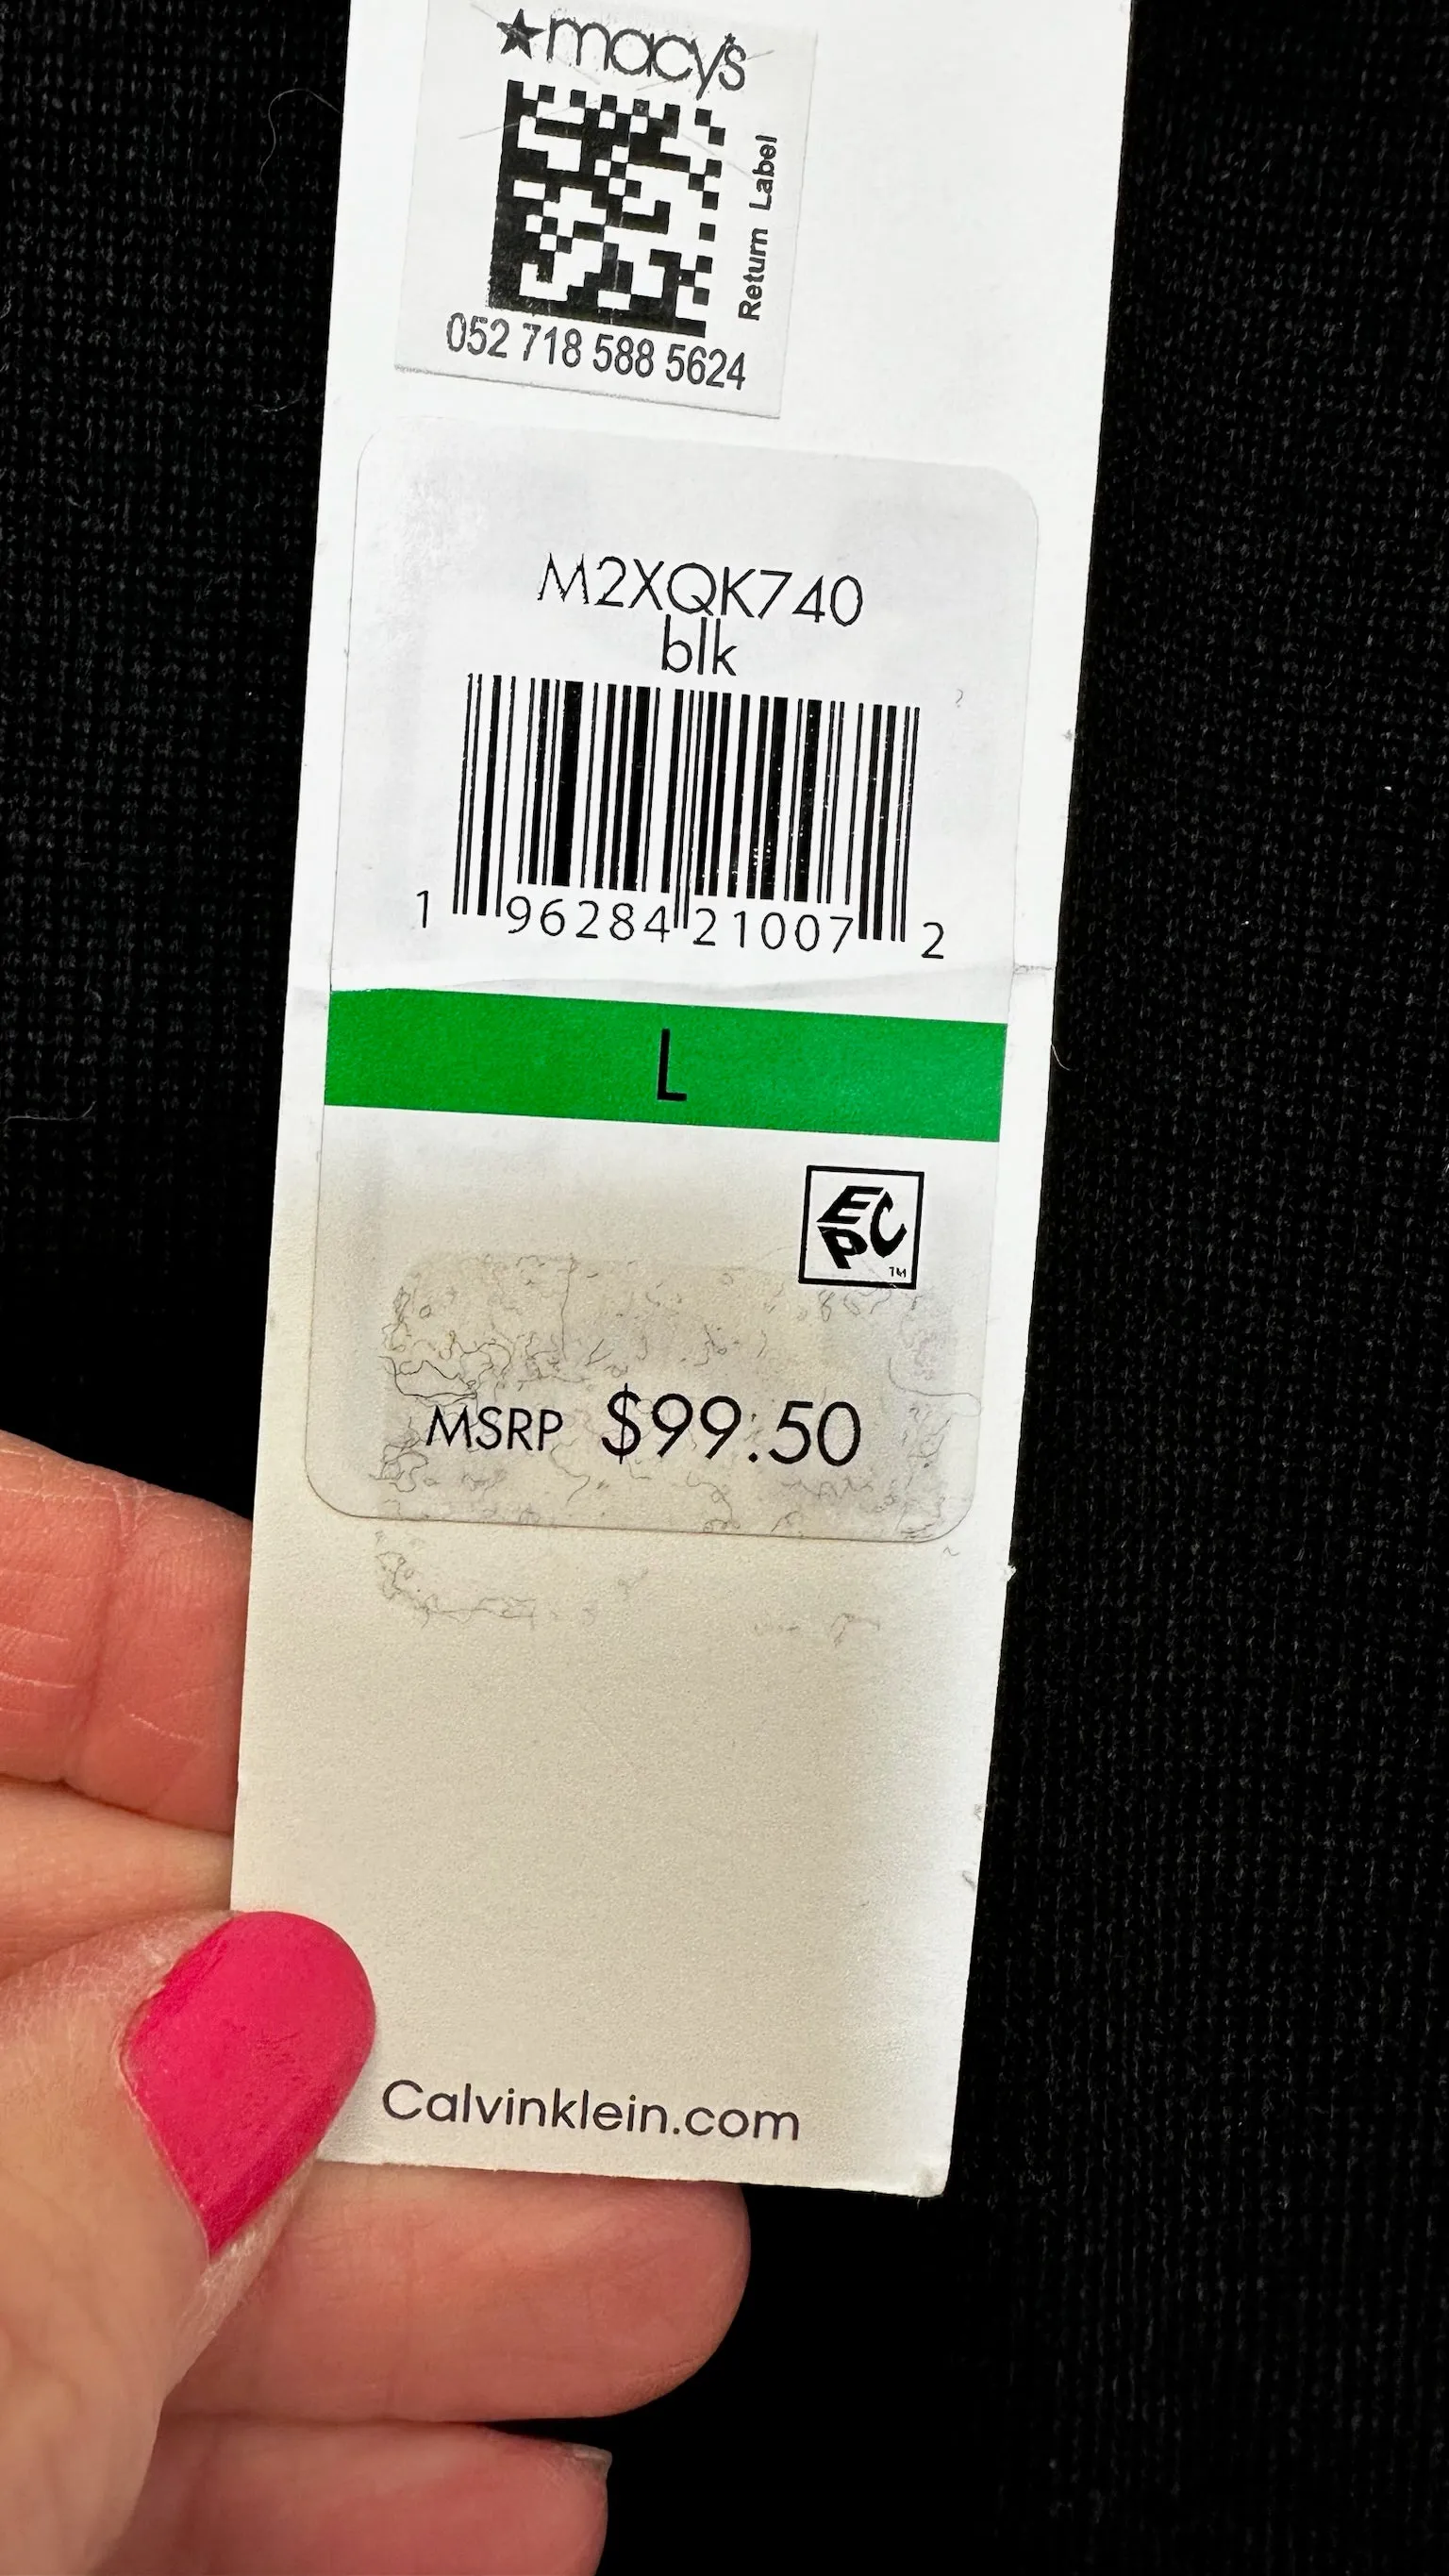 ★macy's
Return Label
052 718 588 5624
M2XQK740
blk
1 96284 21007 2
L
EPC
TM
MSRP $99.50
Calvinklein.com